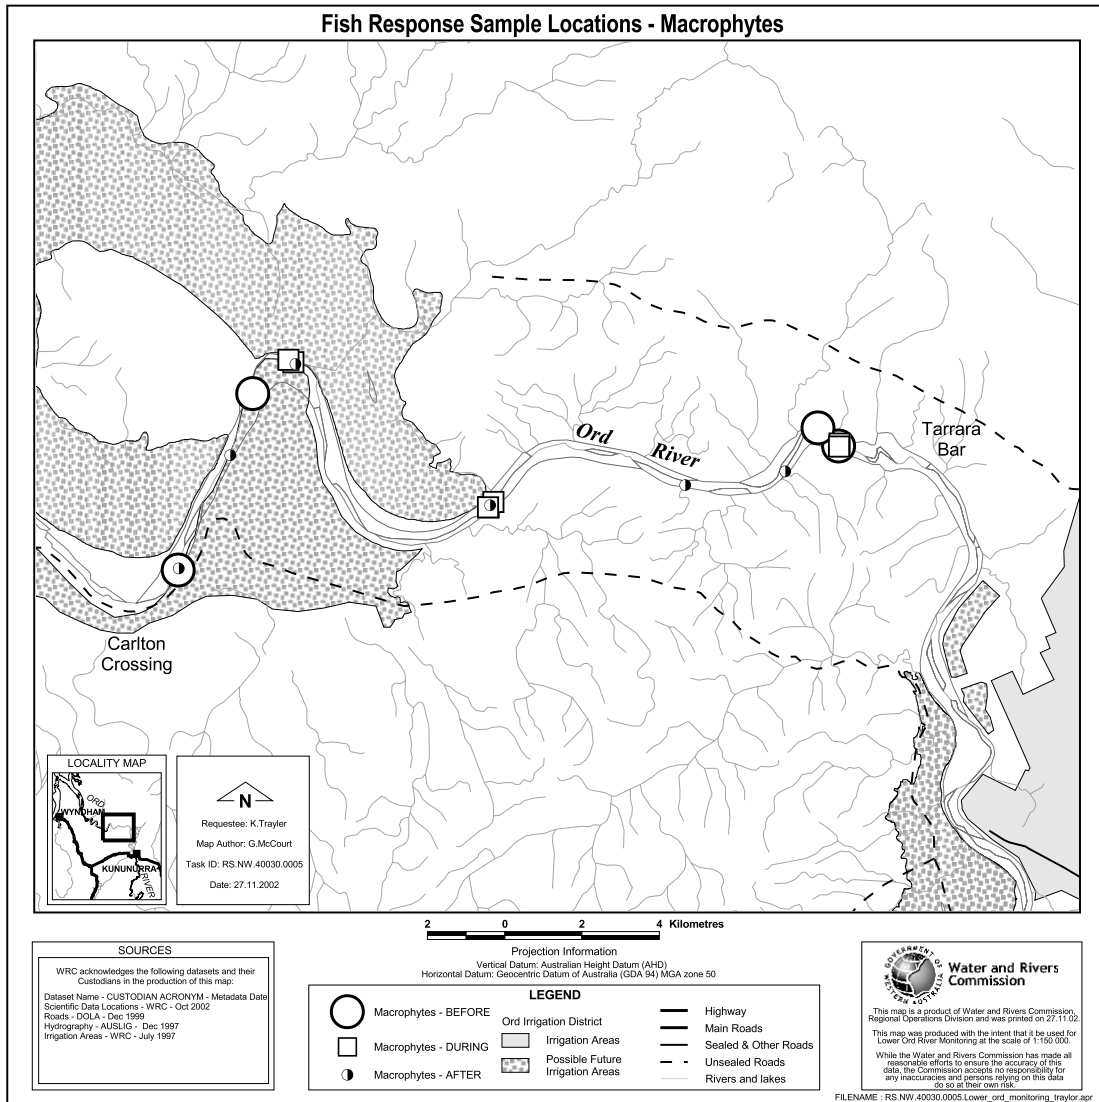 Fish Response Sample Locations - Macrophytes
Ord
River
Tarrara
Bar
Carlton
Crossing
LOCALITY MAP
ORD
WYNDHAM
KUNUNURRA
RIVER
N
Requestee: K.Trayler
Map Author: G.McCourt
Task ID: RS.NW.40030.0005
Date: 27.11.2002
2 0 2 4 Kilometres
Projection Information
Vertical Datum: Australian Height Datum (AHD)
Horizontal Datum: Geocentric Datum of Australia (GDA 94) MGA zone 50
SOURCES
WRC acknowledges the following datasets and their
Custodians in the production of this map:
Dataset Name - CUSTODIAN ACRONYM - Metadata Date
Scientific Data Locations - WRC - Oct 2002
Roads - DOLA - Dec 1999
Hydrography - AUSLIG - Dec 1997
Irrigation Areas - WRC - July 1997
LEGEND
Macrophytes - BEFORE
Macrophytes - DURING
Macrophytes - AFTER
Ord Irrigation District
Irrigation Areas
Possible Future
Irrigation Areas
Highway
Main Roads
Sealed & Other Roads
Unsealed Roads
Rivers and lakes
GOVERNMENT OF
WESTERN AUSTRALIA
Water and Rivers
Commission
This map is a product of Water and Rivers Commission,
Regional Operations Division and was printed on 27.11.02.
This map was produced with the intent that it be used for
Lower Ord River Monitoring at the scale of 1:150 000.
While the Water and Rivers Commission has made all
reasonable efforts to ensure the accuracy of this
data, the Commission accepts no responsibility for
any inaccuracies and persons relying on this data
do so at their own risk.
FILENAME : RS.NW.40030.0005.Lower_ord_monitoring_traylor.apr